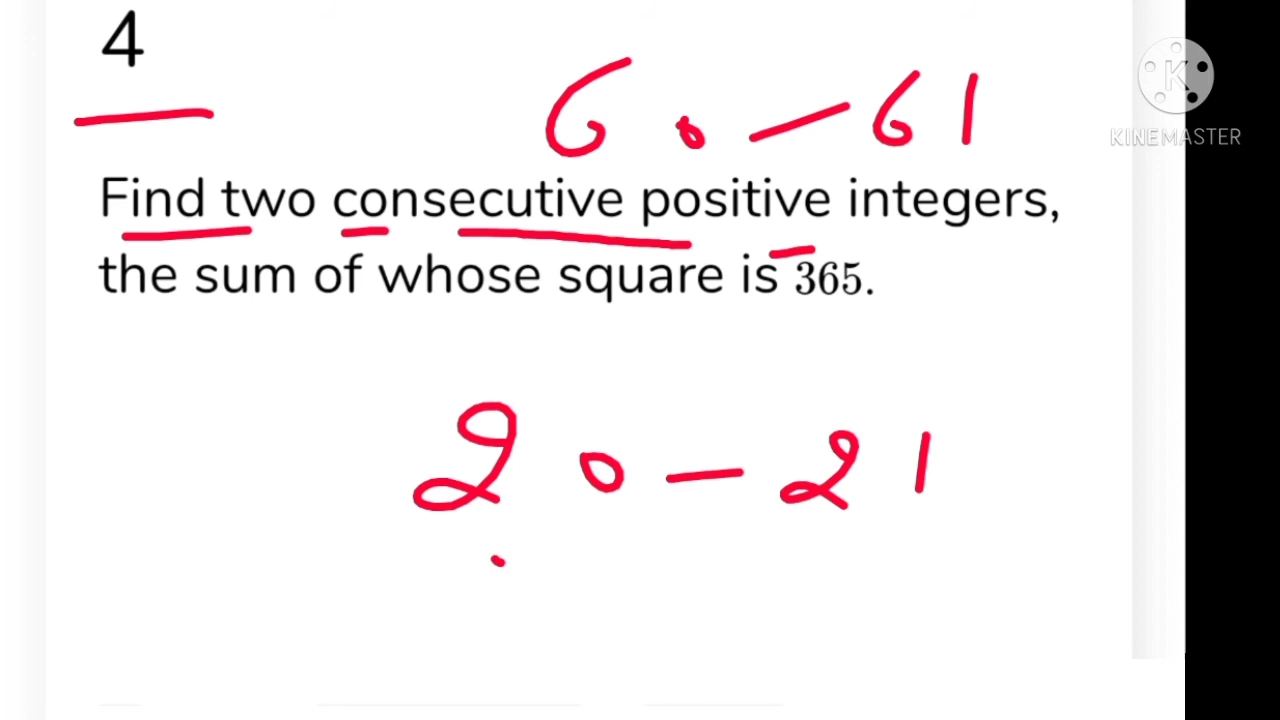 4
60 - 61
K
KINEMASTER
Find two consecutive positive integers,
the sum of whose square is 365.
20 - 21